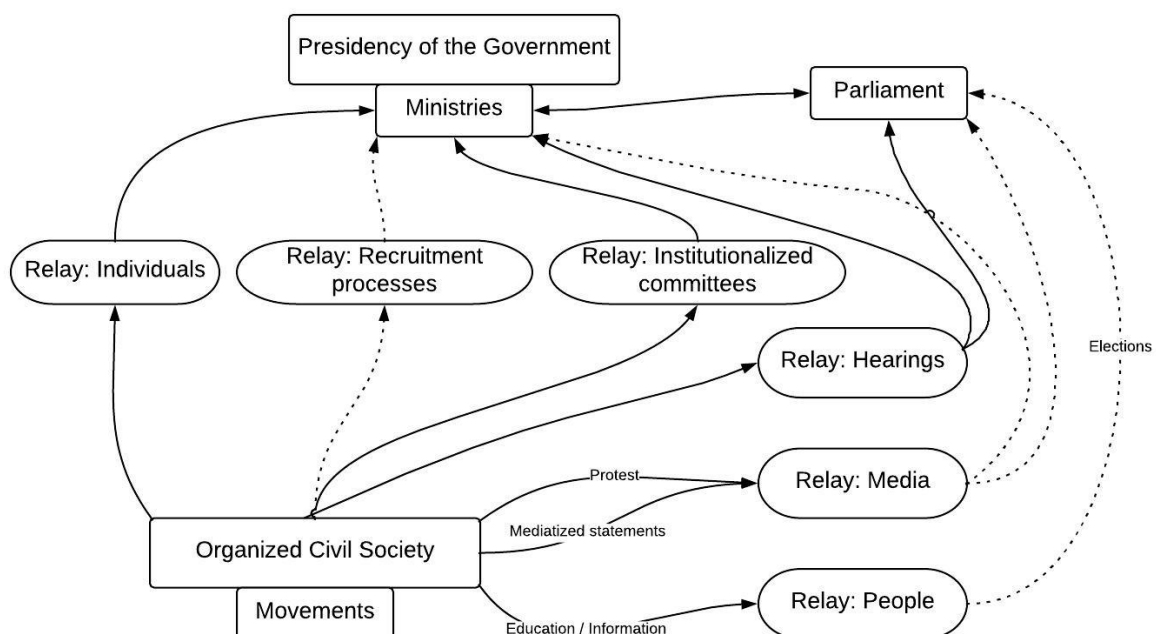 Presidency of the Government
Ministries
Parliament
Relay: Individuals
Relay: Recruitment
processes
Relay: Institutionalized
committees
Relay: Hearings
Elections
Protest
Relay: Media
Mediatized statements
Organized Civil Society
Movements
Relay: People
Education / Information